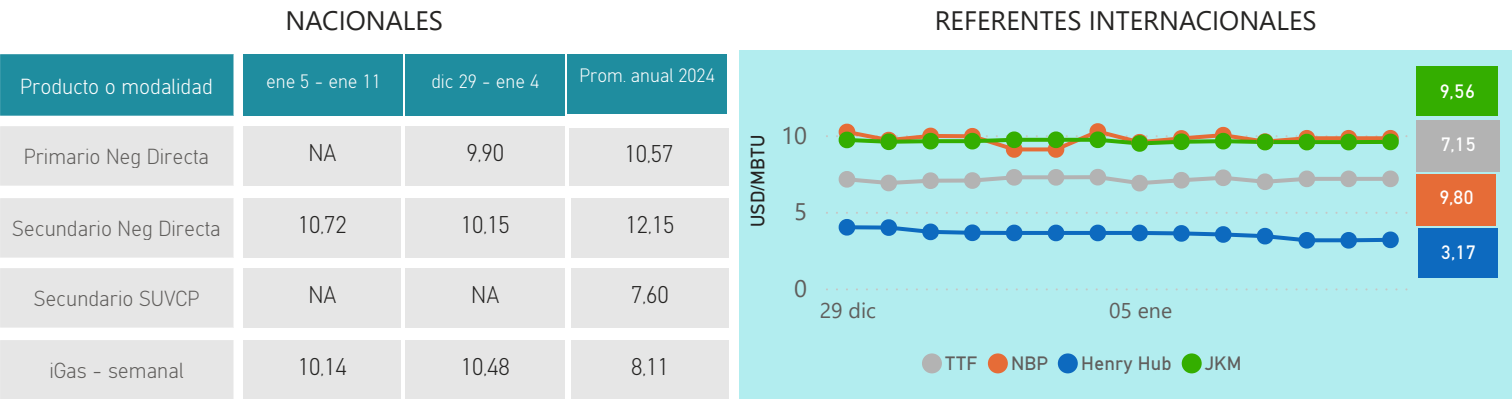 NACIONALES
Producto o modalidad ene 5 - ene 11 dic 29 - ene 4 Prom. anual 2024
Primario Neg Directa NA 9,90 10,57
Secundario Neg Directa 10,72 10,15 12,15
Secundario SUVCP NA NA 7,60
iGas - semanal 10,14 10,48 8,11
REFERENTES INTERNACIONALES
USD/MBTU
10
5
0
29 dic 05 ene
9,56
7,15
9,80
3,17
TTF NBP Henry Hub JKM